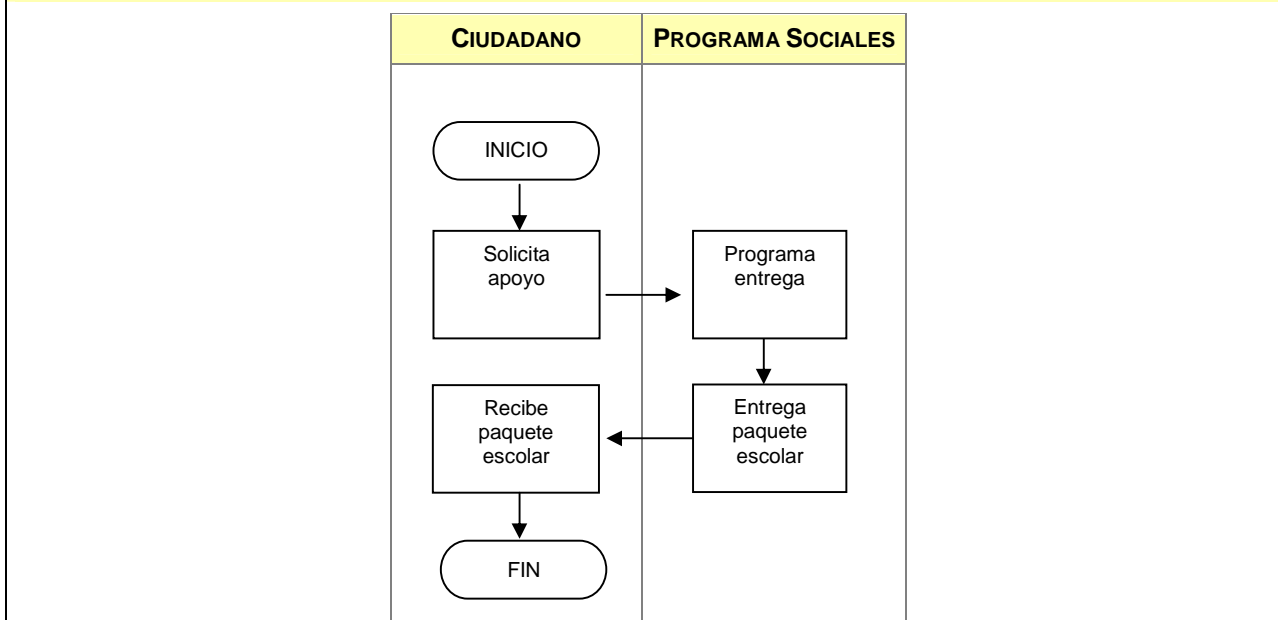 CIUDADANO
PROGRAMA SOCIALES
INICIO
Solicita
apoyo
Programa
entrega
Entrega
paquete
escolar
Recibe
paquete
escolar
FIN